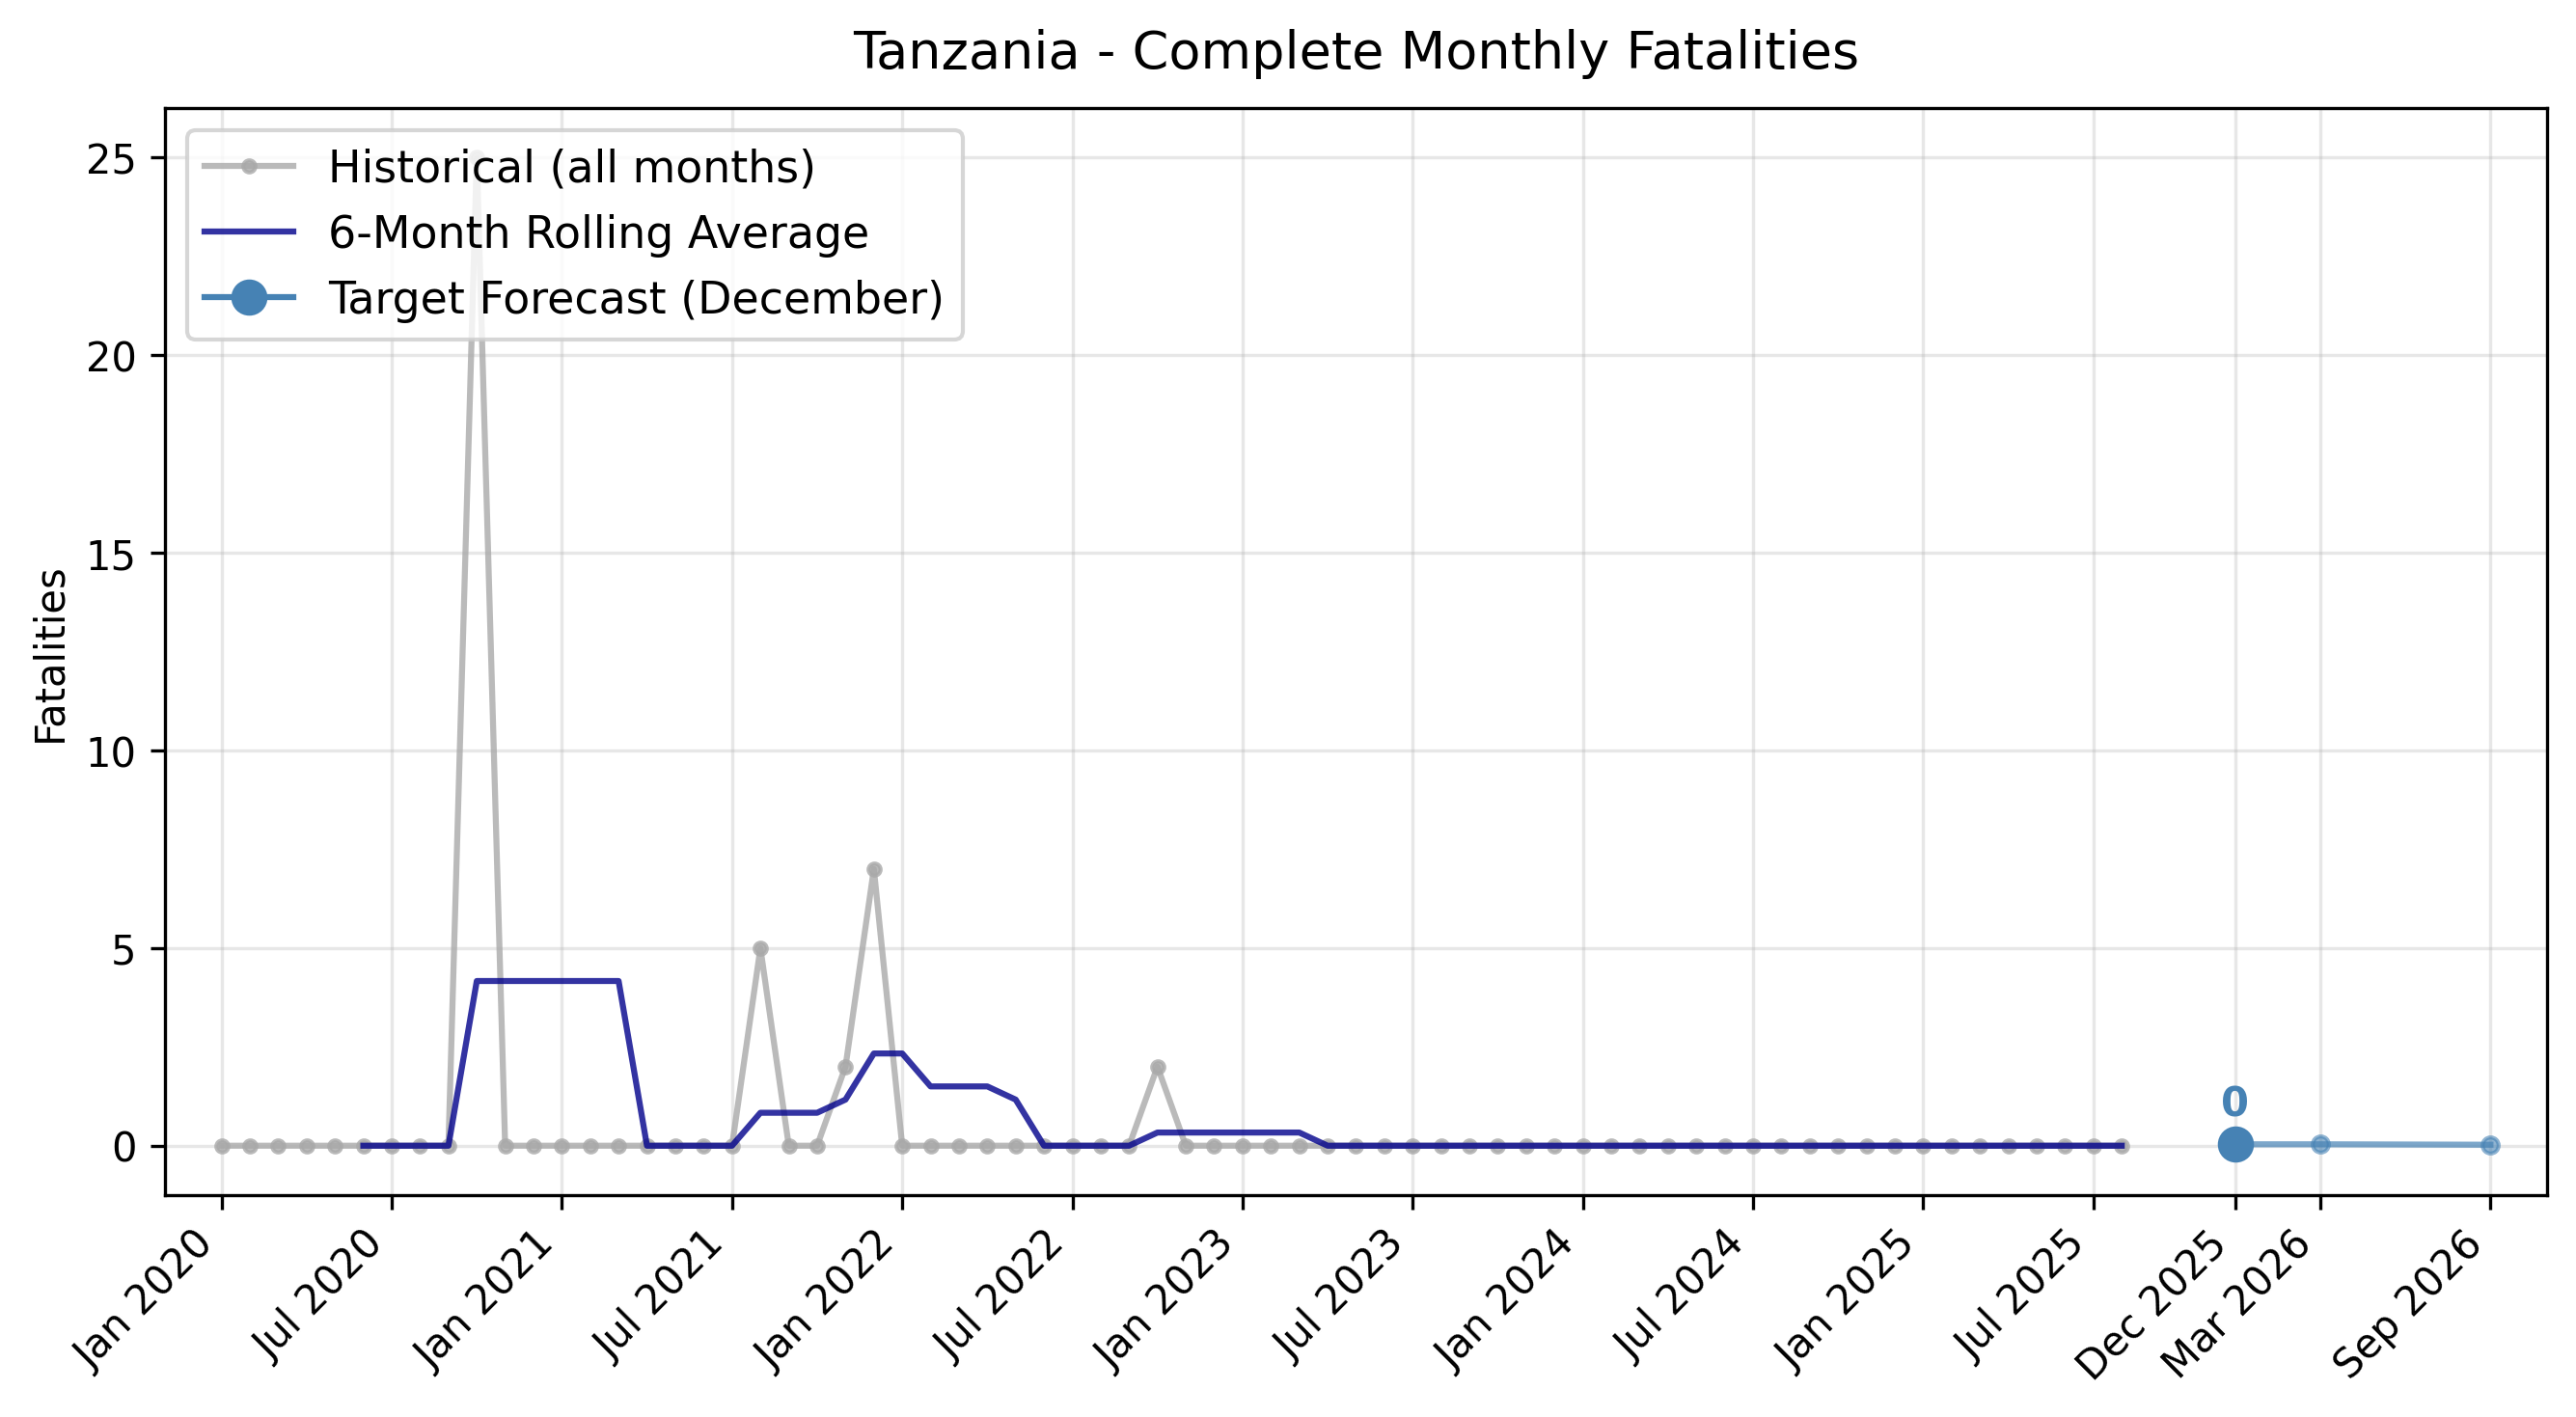 Tanzania - Complete Monthly Fatalities
Historical (all months)
6-Month Rolling Average
Target Forecast (December)
Fatalities
25
20
15
10
5
0
0
Jan 2020
Jul 2020
Jan 2021
Jul 2021
Jan 2022
Jul 2022
Jan 2023
Jul 2023
Jan 2024
Jul 2024
Jan 2025
Jul 2025
Dec 2025
Mar 2026
Sep 2026